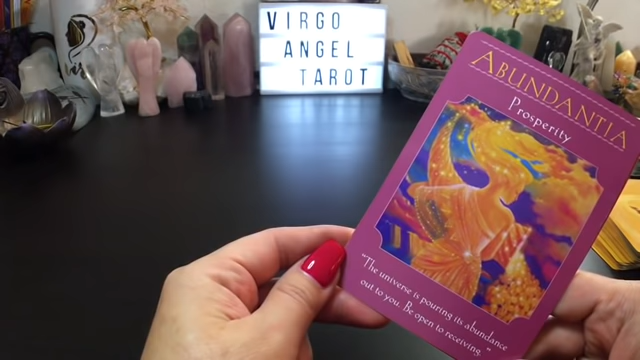 VIRGO
ANGEL
TAROT
ABUNDANTIA
Prosperity
"The universe is pouring its abundance
out to you. Be open to receiving."